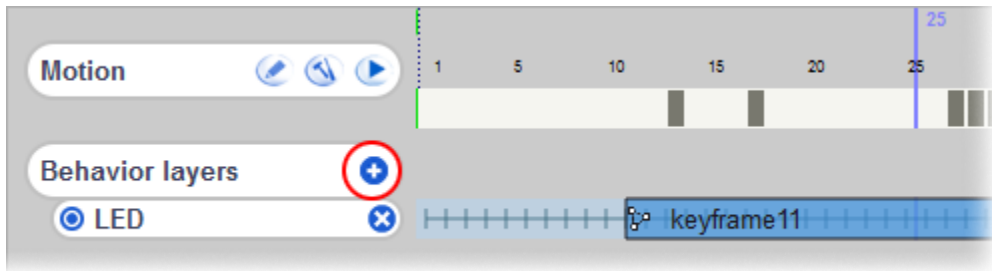 25
Motion
1 5 10 15 20 25
Behavior layers
LED
keyframe11